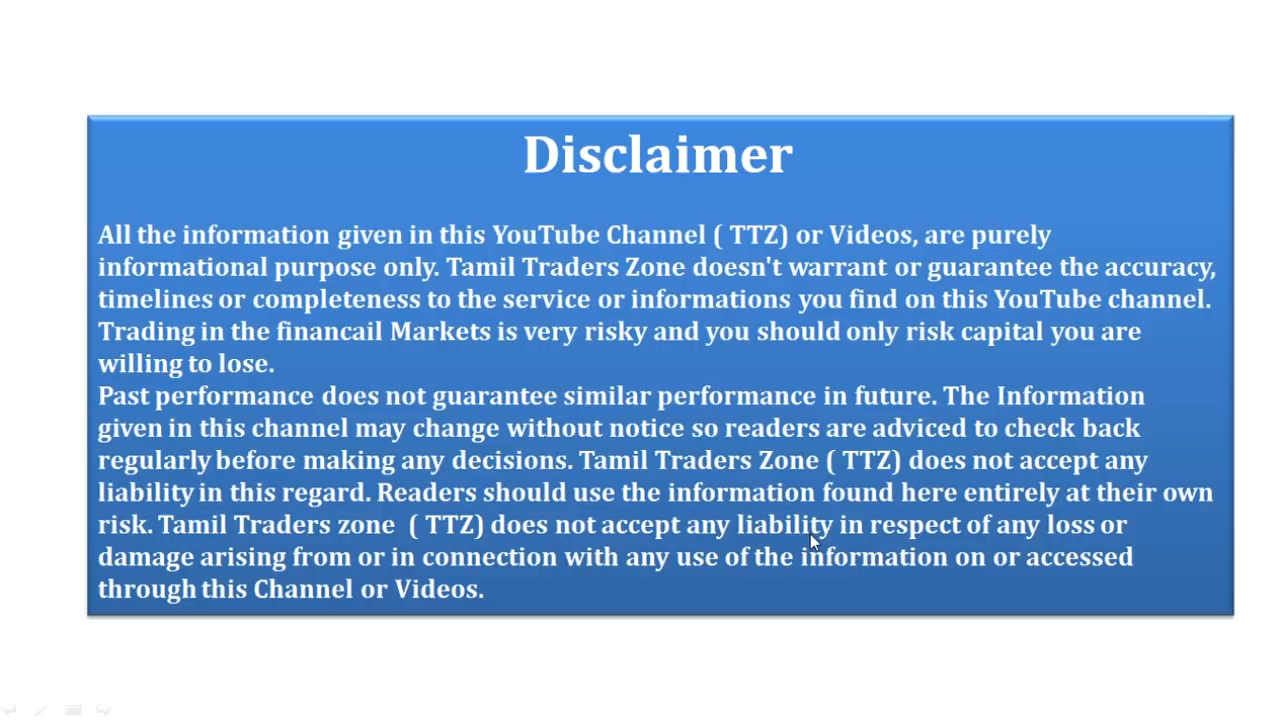 Disclaimer
All the information given in this YouTube Channel ( TTZ) or Videos, are purely
informational purpose only. Tamil Traders Zone doesn't warrant or guarantee the accuracy,
timelines or completeness to the service or informations you find on this YouTube channel.
Trading in the financail Markets is very risky and you should only risk capital you are
willing to lose.
Past performance does not guarantee similar performance in future. The Information
given in this channel may change without notice so readers are adviced to check back
regularly before making any decisions. Tamil Traders Zone ( TTZ) does not accept any
liability in this regard. Readers should use the information found here entirely at their own
risk. Tamil Traders zone  ( TTZ) does not accept any liability in respect of any loss or
damage arising from or in connection with any use of the information on or accessed
through this Channel or Videos.